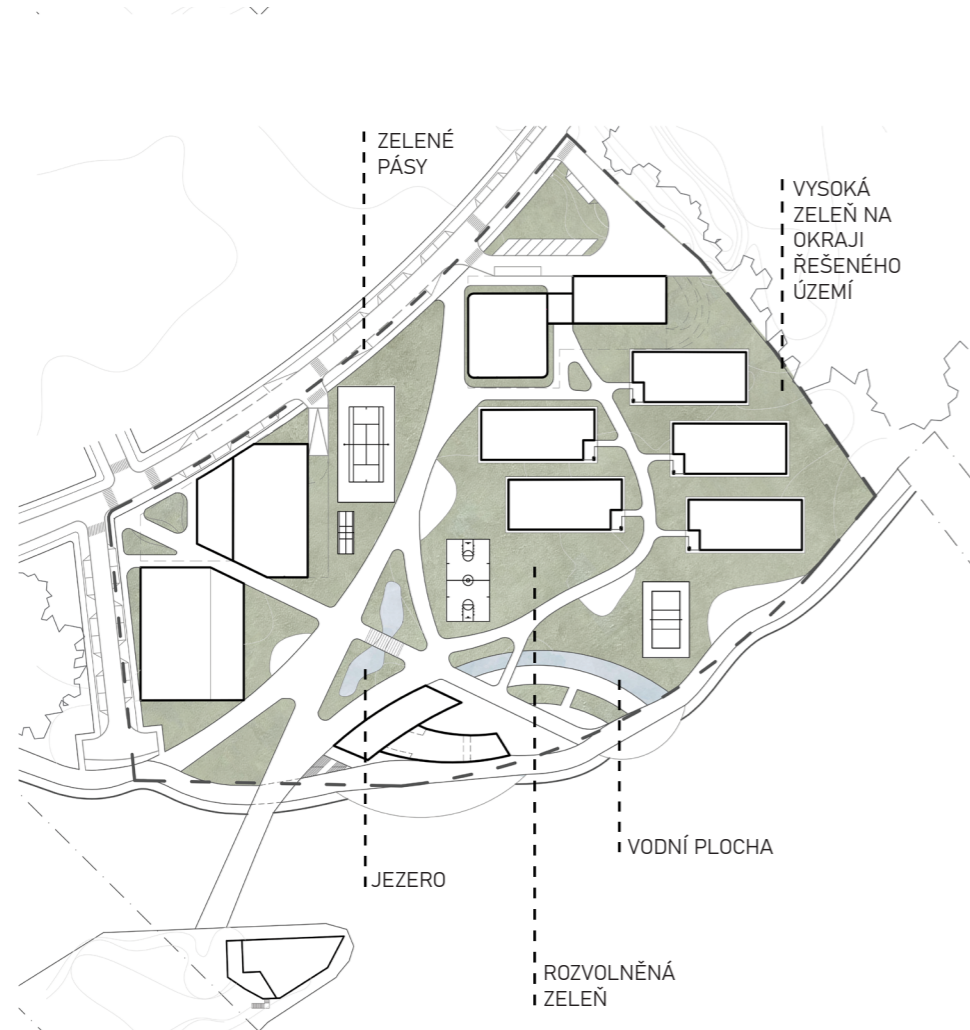 ZELENÉ
PÁSY
VYSOKÁ
ZELEŇ NA
OKRAJI
ŘEŠENÉHO
ÚZEMÍ
VODNÍ PLOCHA
JEZERO
ROZVOLNĚNÁ
ZELEŇ